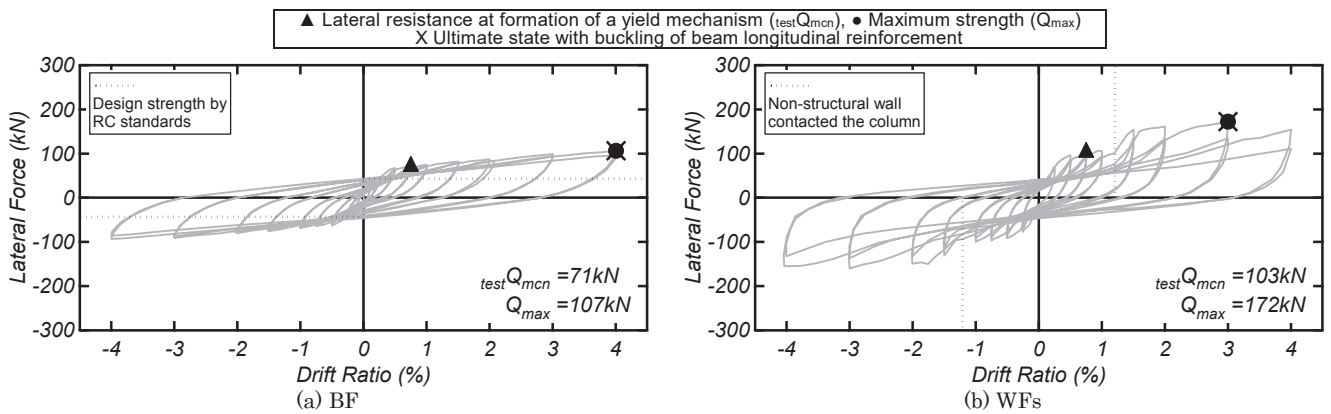 ▲ Lateral resistance at formation of a yield mechanism (testQmcn), ● Maximum strength (Qmax)
X Ultimate state with buckling of beam longitudinal reinforcement
300
200
100
0
-100
-200
-300
Lateral Force (kN)
Design strength by
RC standards
testQmcn =71kN
Qmax =107kN
-4 -3 -2 -1 0 1 2 3 4
Drift Ratio (%)
(a) BF
300
200
100
0
-100
-200
-300
Lateral Force (kN)
Non-structural wall
contacted the column
testQmcn =103kN
Qmax =172kN
-4 -3 -2 -1 0 1 2 3 4
Drift Ratio (%)
(b) WFs